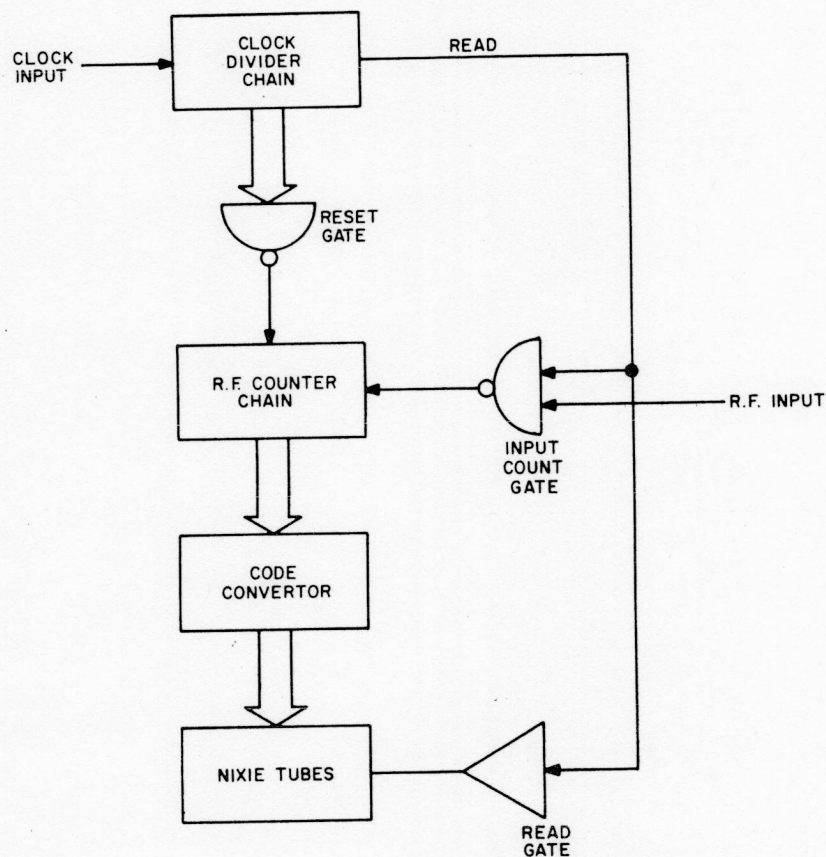 CLOCK
INPUT
CLOCK
DIVIDER
CHAIN
READ
RESET
GATE
R.F. COUNTER
CHAIN
INPUT
COUNT
GATE
R.F. INPUT
CODE
CONVERTOR
NIXIE TUBES
READ
GATE